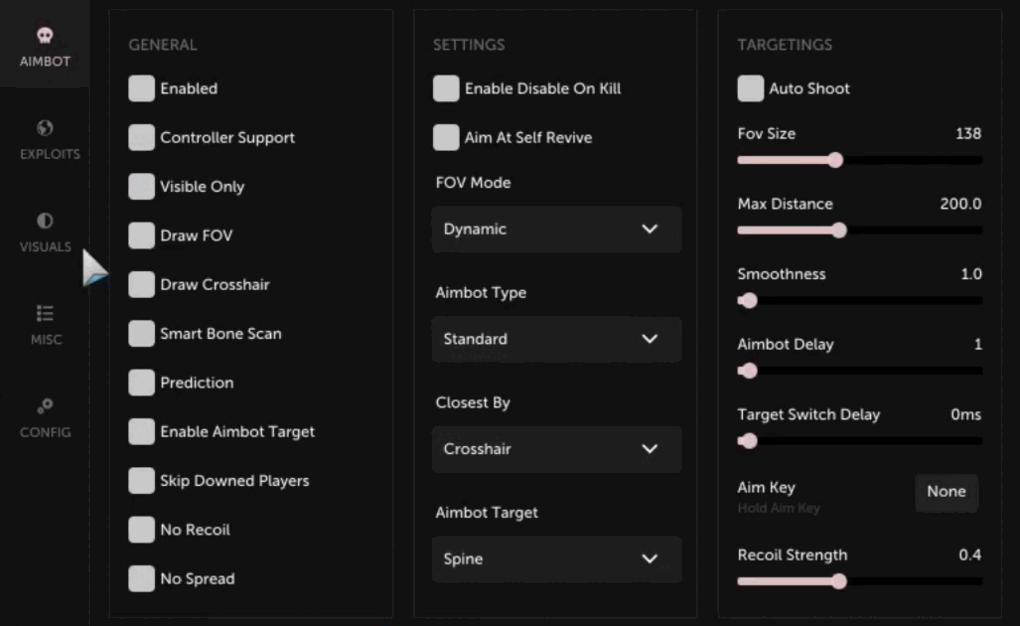 AIMBOT
EXPLOITS
VISUALS
MISC
CONFIG
GENERAL
Enabled
Controller Support
Visible Only
Draw FOV
Draw Crosshair
Smart Bone Scan
Prediction
Enable Aimbot Target
Skip Downed Players
No Recoil
No Spread
SETTINGS
Enable Disable On Kill
Aim At Self Revive
FOV Mode
Dynamic
Aimbot Type
Standard
Closest By
Crosshair
Aimbot Target
Spine
TARGETINGS
Auto Shoot
Fov Size 138
Max Distance 200.0
Smoothness 1.0
Aimbot Delay 1
Target Switch Delay 0ms
Aim Key None
Hold Aim Key
Recoil Strength 0.4